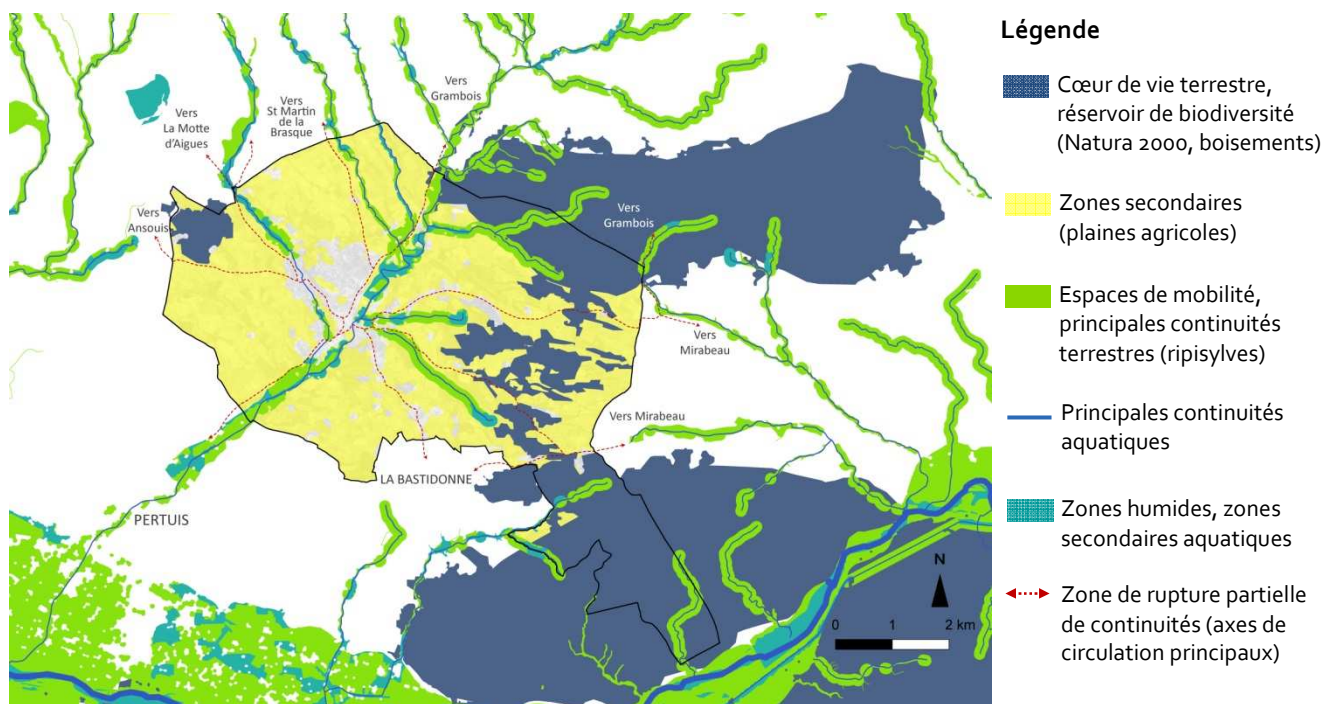 Vers
La Motte
d'Aigues
Vers
St Martin
de la
Brasque
Vers
Grambois
Vers
Ansouis
Vers
Grambois
Vers
Mirabeau
Vers Mirabeau
LA BASTIDONNE
PERTUIS
N
0 1 2 km
Légende
Cœur de vie terrestre,
réservoir de biodiversité
(Natura 2000, boisements)
Zones secondaires
(plaines agricoles)
Espaces de mobilité,
principales continuités
terrestres (ripisylves)
Principales continuités
aquatiques
Zones humides, zones
secondaires aquatiques
Zone de rupture partielle
de continuités (axes de
circulation principaux)